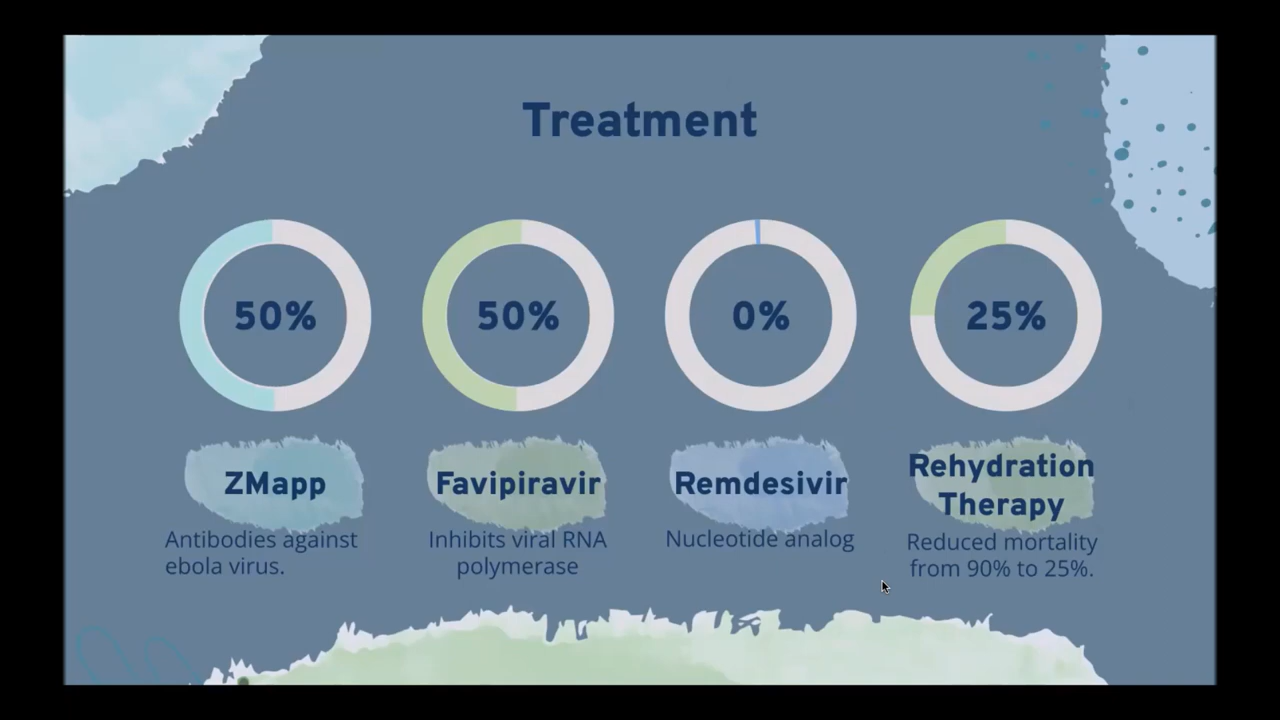 Treatment
50%
50%
0%
25%
ZMapp
Antibodies against
ebola virus.
Favipiravir
Inhibits viral RNA
polymerase
Remdesivir
Nucleotide analog
Rehydration
Therapy
Reduced mortality
from 90% to 25%.